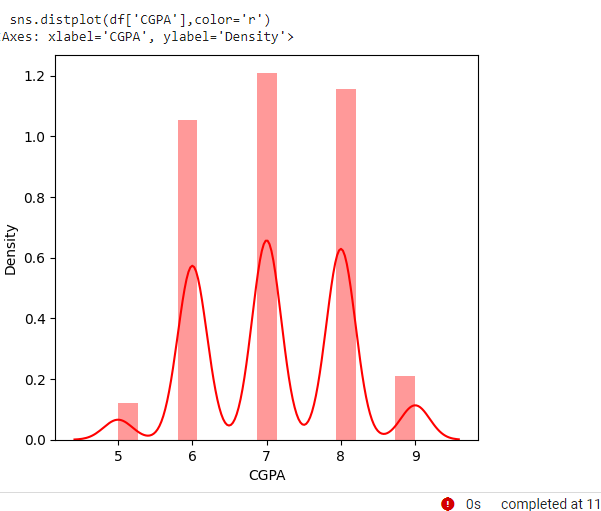 sns.distplot(df['CGPA'],color='r')
Axes: xlabel='CGPA', ylabel='Density'>
1.2
1.0
0.8
0.6
0.4
0.2
0.0
Density
5 6 7 8 9
CGPA
0s completed at 11